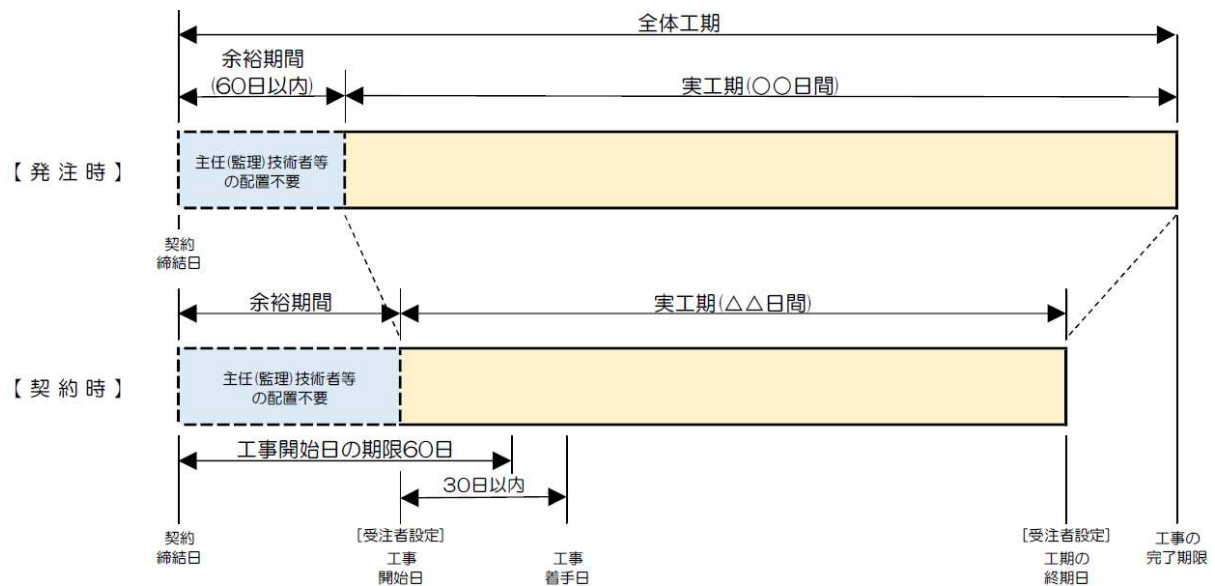 全体工期
余裕期間
(60日以内)
実工期(○○日間)
【発注時】
主任(監理)技術者等
の配置不要
契約
締結日
余裕期間
実工期(△△日間)
【契約時】
主任(監理)技術者等
の配置不要
工事開始日の期限60日
30日以内
契約
締結日
[受注者設定]
工事
開始日
工事
着手日
[受注者設定]
工期の
終期日
工事の
完了期限